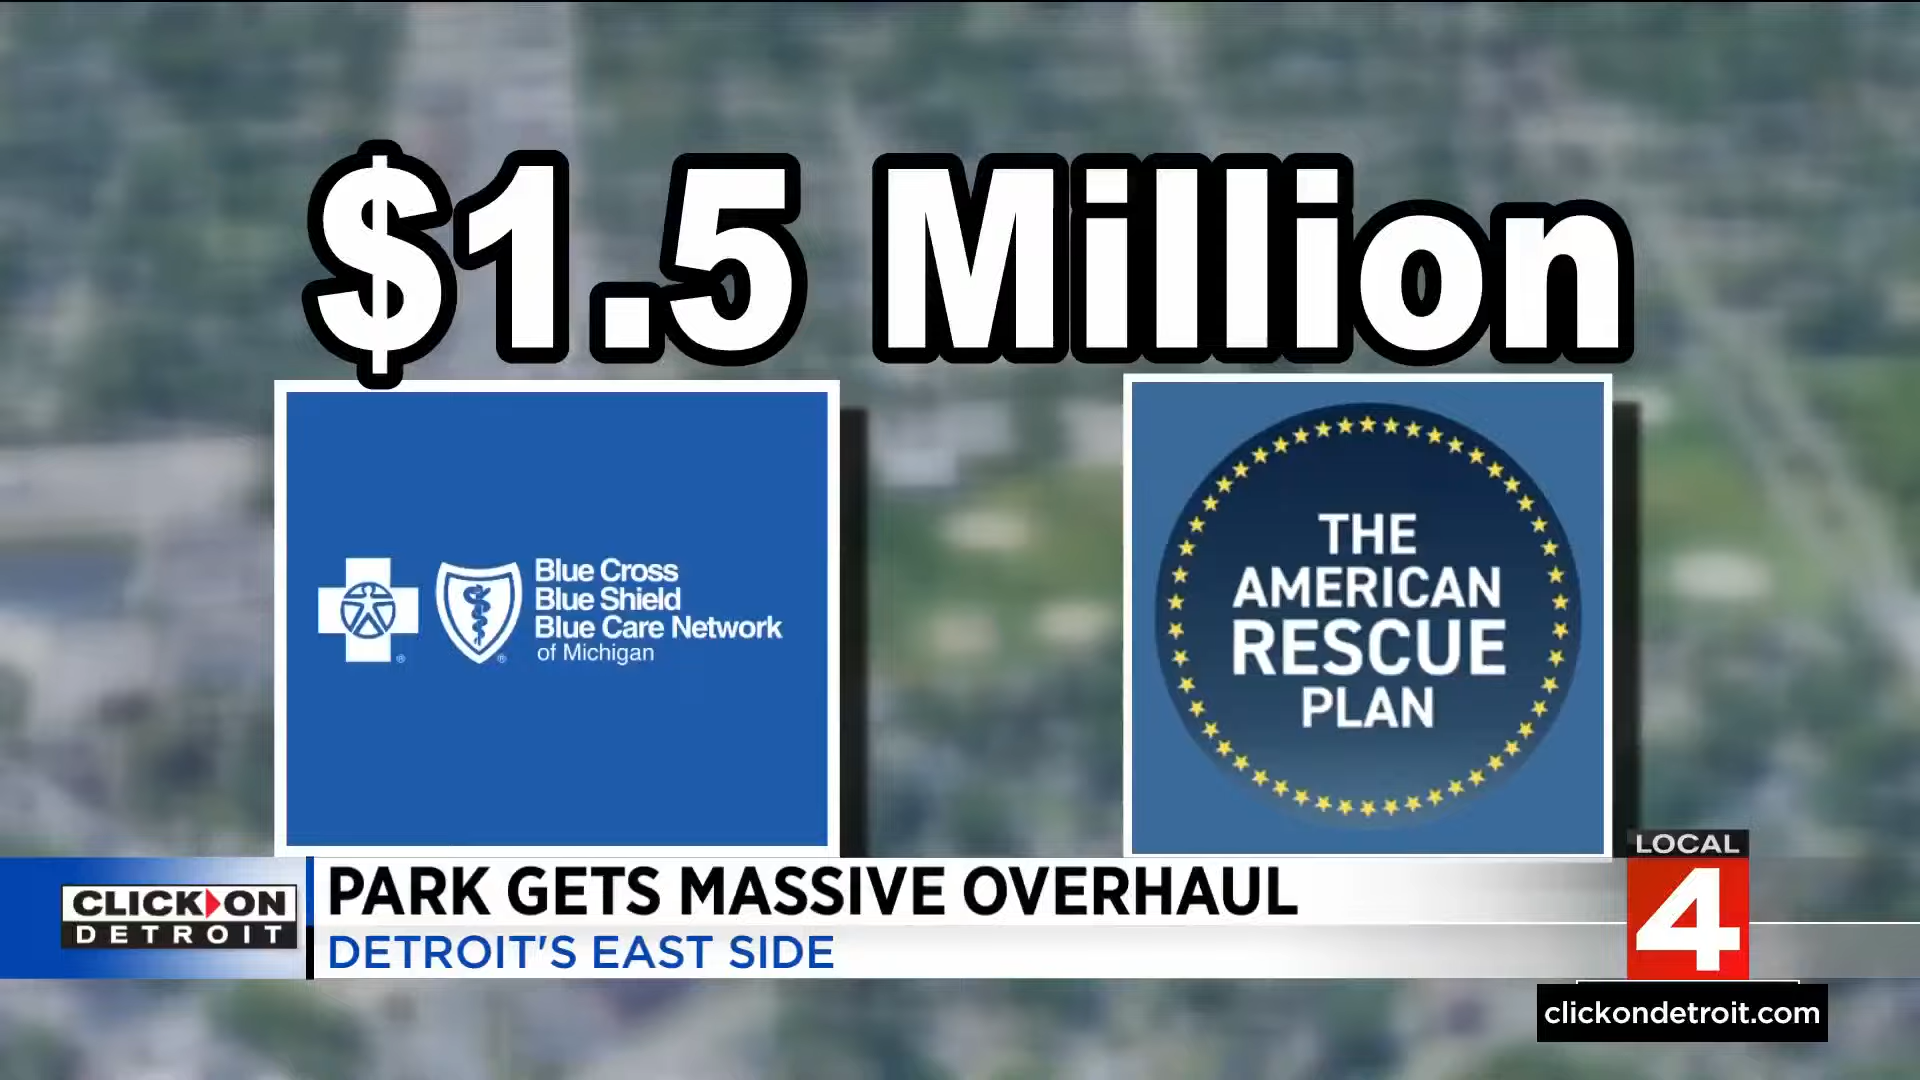 $1.5 Million
Blue Cross
Blue Shield
Blue Care Network
of Michigan
® ®
THE
AMERICAN
RESCUE
PLAN
LOCAL
4
CLICK ON
DETROIT
PARK GETS MASSIVE OVERHAUL
DETROIT'S EAST SIDE
clickondetroit.com